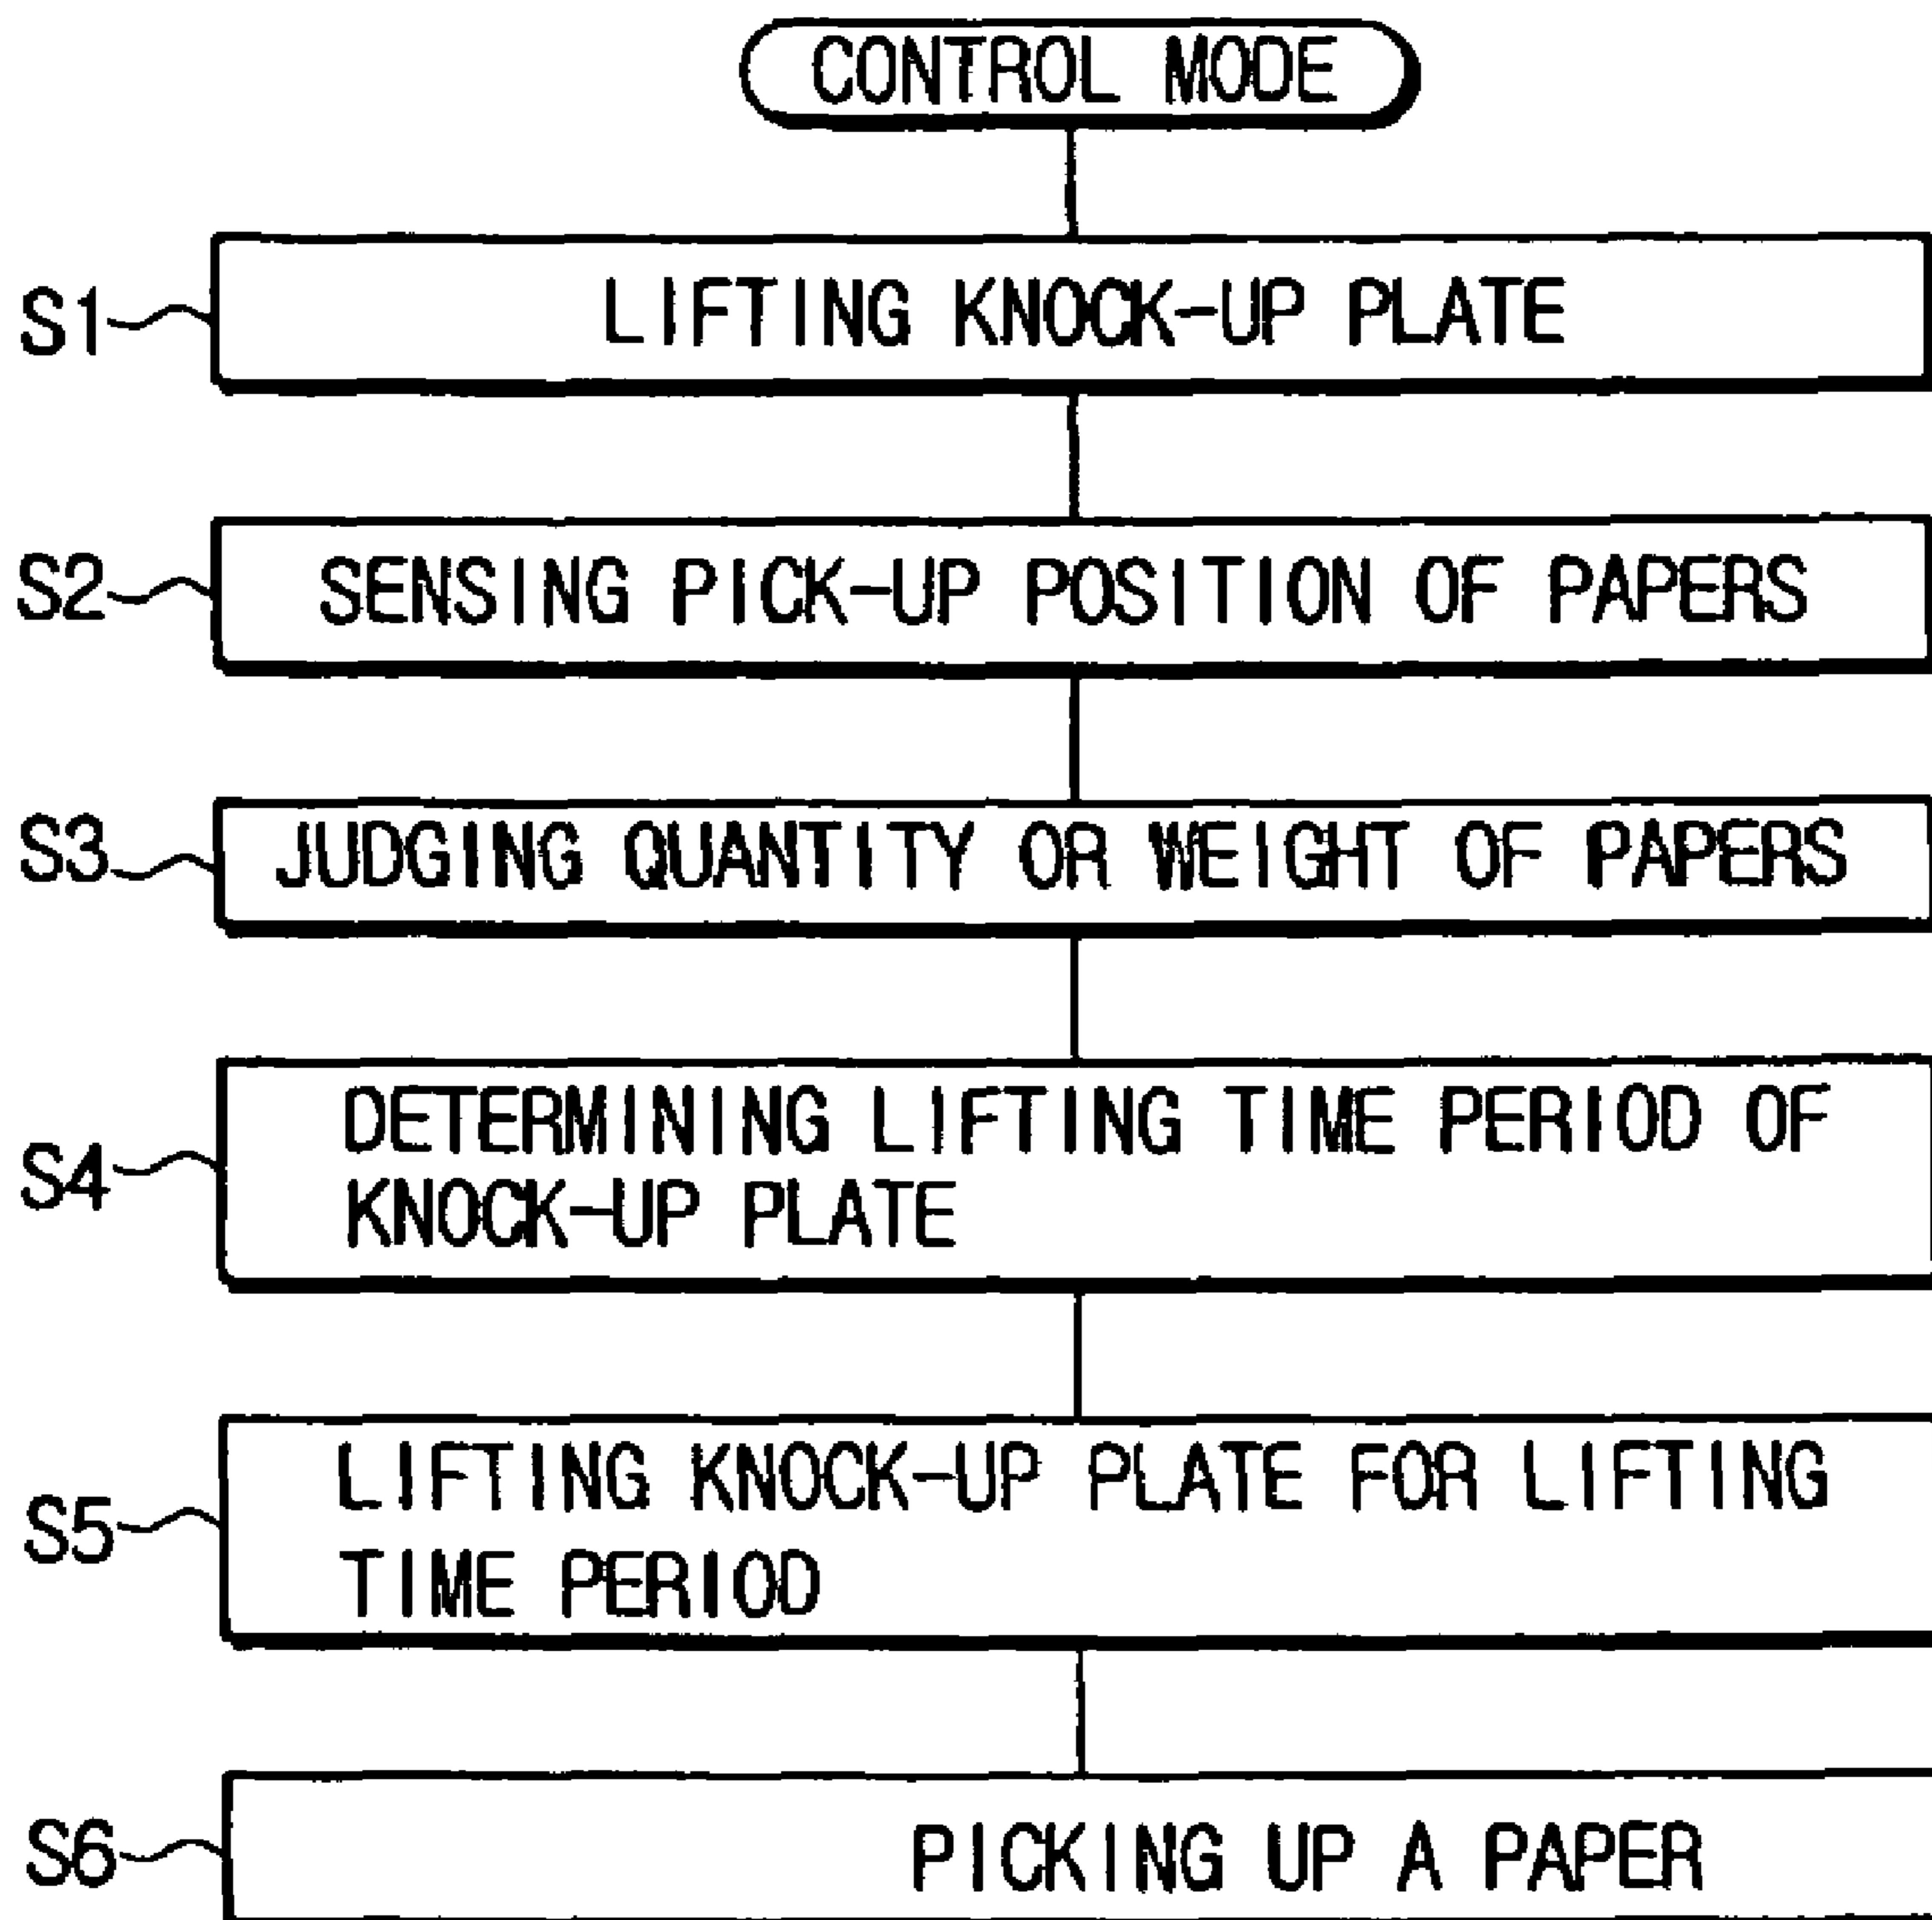 CONTROL MODE
S1
LIFTING KNOCK-UP PLATE
S2
SENSING PICK-UP POSITION OF PAPERS
S3
JUDGING QUANTITY OR WEIGHT OF PAPERS
S4
DETERMINING LIFTING TIME PERIOD OF
KNOCK-UP PLATE
S5
LIFTING KNOCK-UP PLATE FOR LIFTING
TIME PERIOD
S6
PICKING UP A PAPER